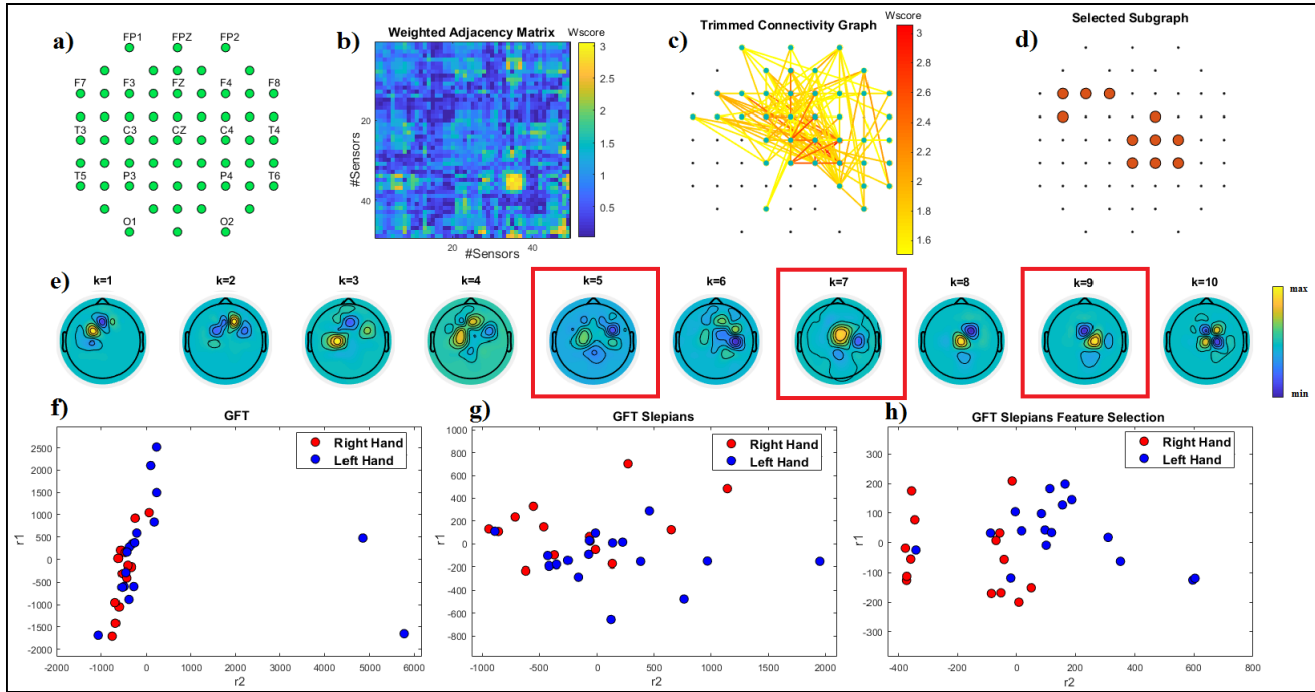 a)
FP1 FPZ FP2
F7 F3 FZ F4 F8
T3 C3 CZ C4 T4
T5 P3 P4 T6
O1 O2
b)
Weighted Adjacency Matrix
Wscore
3
2.5
2
1.5
1
0.5
20
40
#Sensors
20 40
#Sensors
c)
Trimmed Connectivity Graph
Wscore
3
2.8
2.6
2.4
2.2
2
1.8
1.6
d)
Selected Subgraph
e)
k=1 k=2 k=3 k=4 k=5 k=6 k=7 k=8 k=9 k=10
max
min
f)
GFT
Right Hand
Left Hand
2500
2000
1500
1000
500
0
-500
-1000
-1500
-2000
r1
-2000 -1000 0 1000 2000 3000 4000 5000 6000
r2
g)
GFT Slepians
Right Hand
Left Hand
1000
800
600
400
200
0
-200
-400
-600
-800
r1
-1000 -500 0 500 1000 1500 2000
r2
h)
GFT Slepians Feature Selection
Right Hand
Left Hand
300
200
100
0
-100
-200
-300
r1
-400 -200 0 200 400 600 800
r2